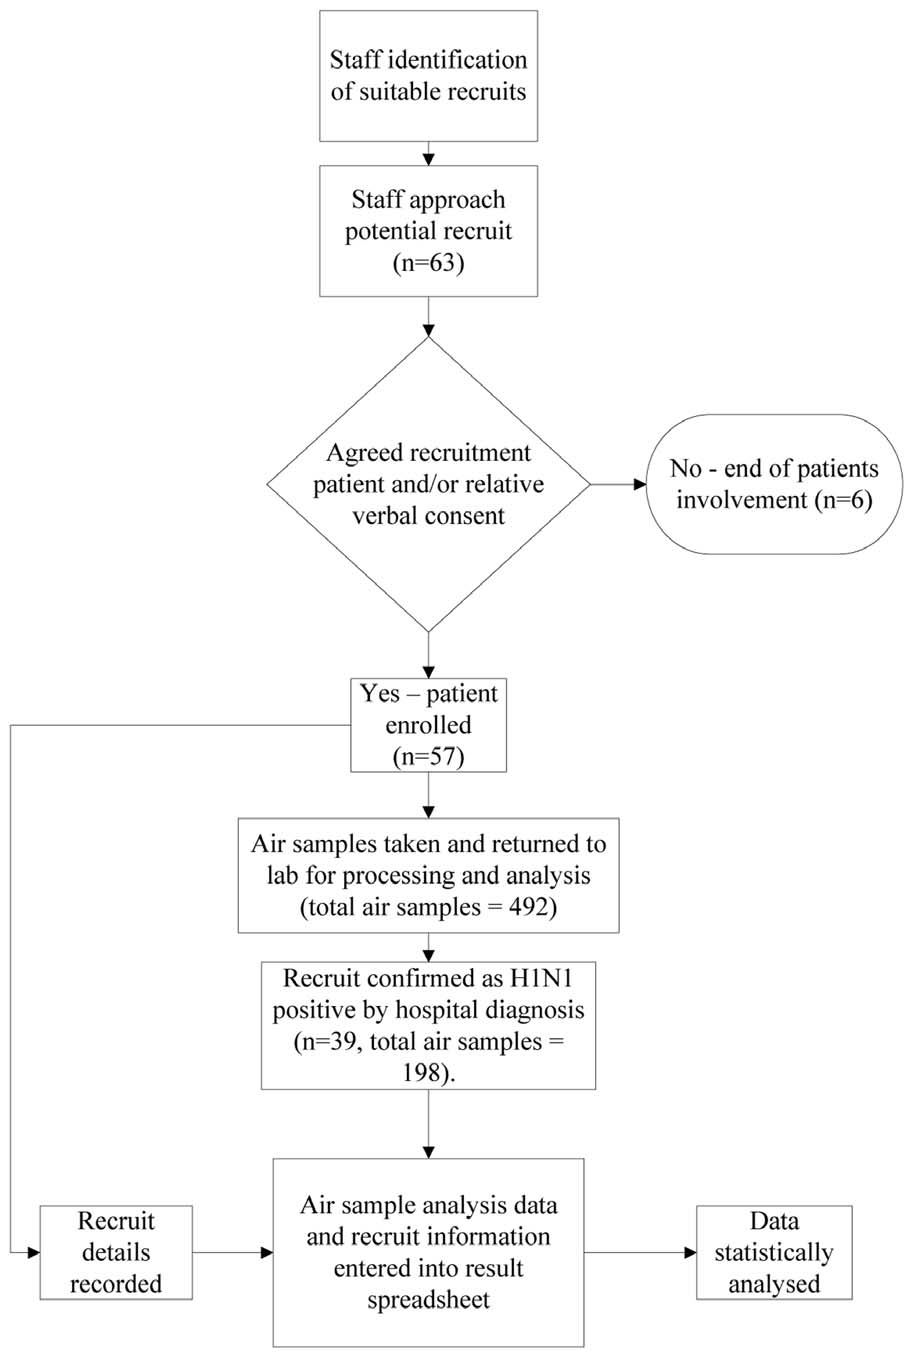 Staff identification
of suitable recruits
Staff approach
potential recruit
(n=63)
Agreed recruitment
patient and/or relative
verbal consent
No - end of patients
involvement (n=6)
Yes – patient
enrolled
(n=57)
Air samples taken and returned to
lab for processing and analysis
(total air samples = 492)
Recruit confirmed as H1N1
positive by hospital diagnosis
(n=39, total air samples =
198).
Recruit
details
recorded
Air sample analysis data
and recruit information
entered into result
spreadsheet
Data
statistically
analysed